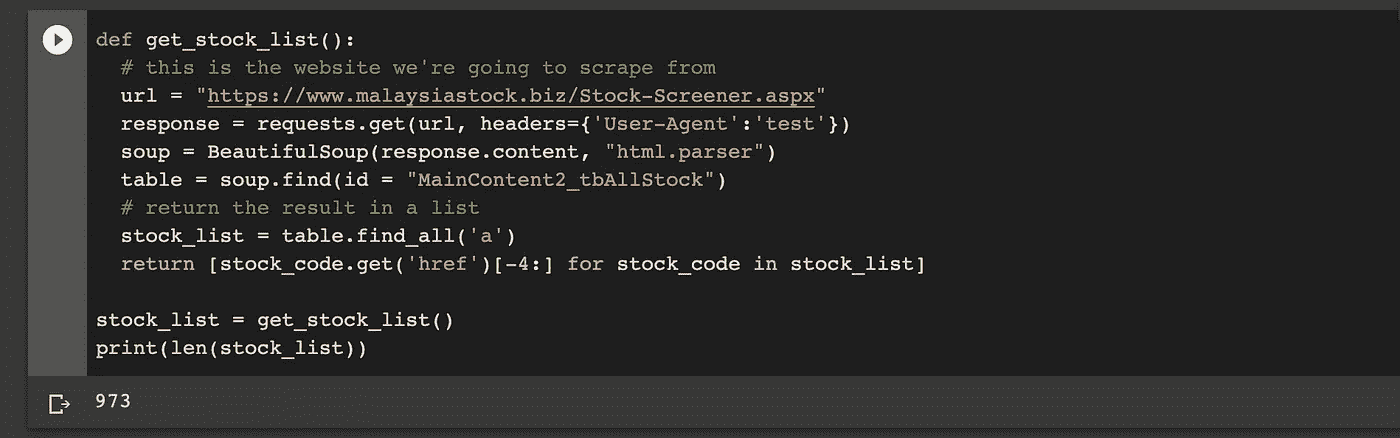 def get_stock_list():
  # this is the website we're going to scrape from
  url = "https://www.malaysiastock.biz/Stock-Screener.aspx"
  response = requests.get(url, headers={'User-Agent':'test'})
  soup = BeautifulSoup(response.content, "html.parser")
  table = soup.find(id = "MainContent2_tbAllStock")
  # return the result in a list
  stock_list = table.find_all('a')
  return [stock_code.get('href')[-4:] for stock_code in stock_list]
stock_list = get_stock_list()
print(len(stock_list))
973